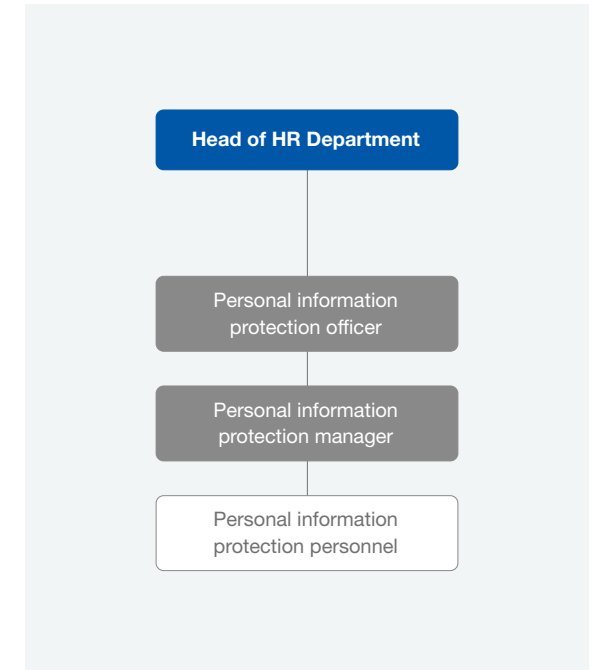 Head of HR Department
Personal information
protection officer
Personal information
protection manager
Personal information
protection personnel